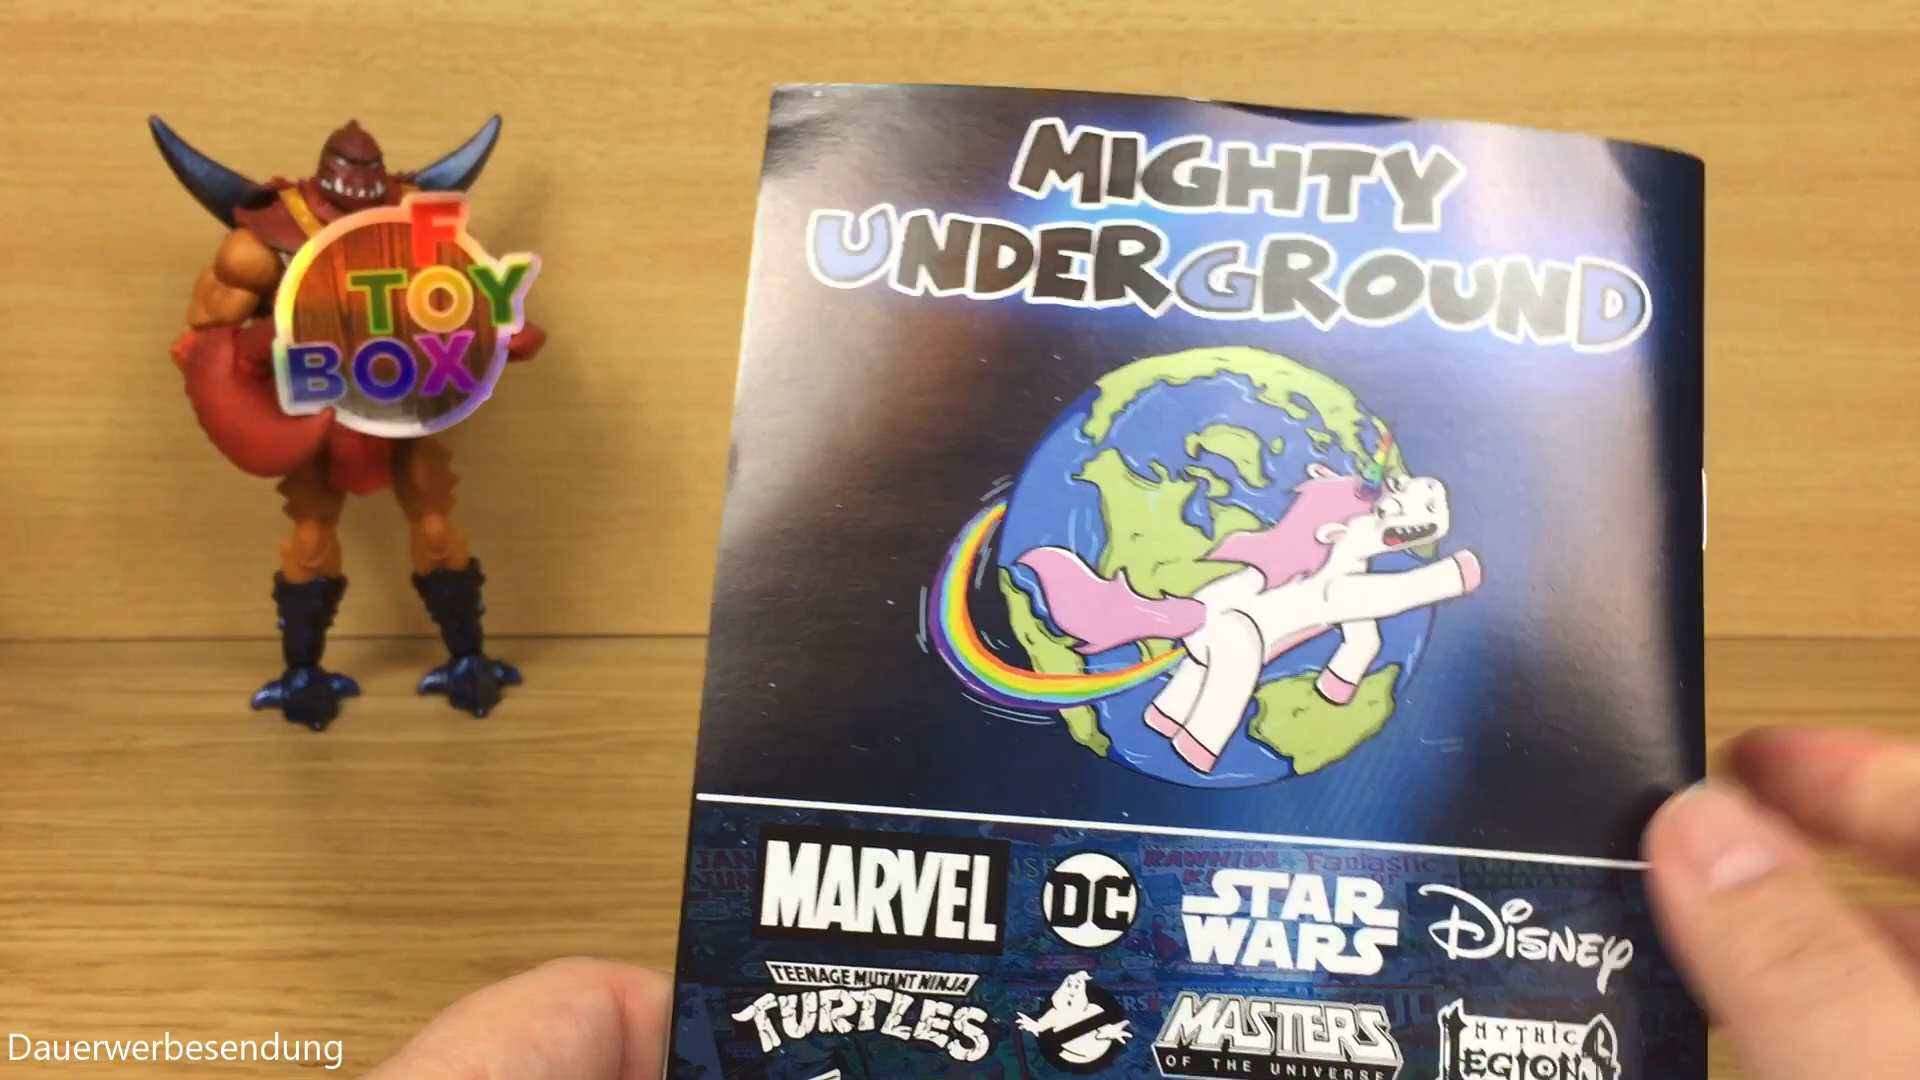 MIGHTY
UNDERGROUND
F
TOY
BOX
MARVEL DC STAR WARS Disney
TEENAGE MUTANT NINJA
TURTLES
MASTERS
OF THE UNIVERSE
MYTHIC
LEGIONS
Dauerwerbesendung